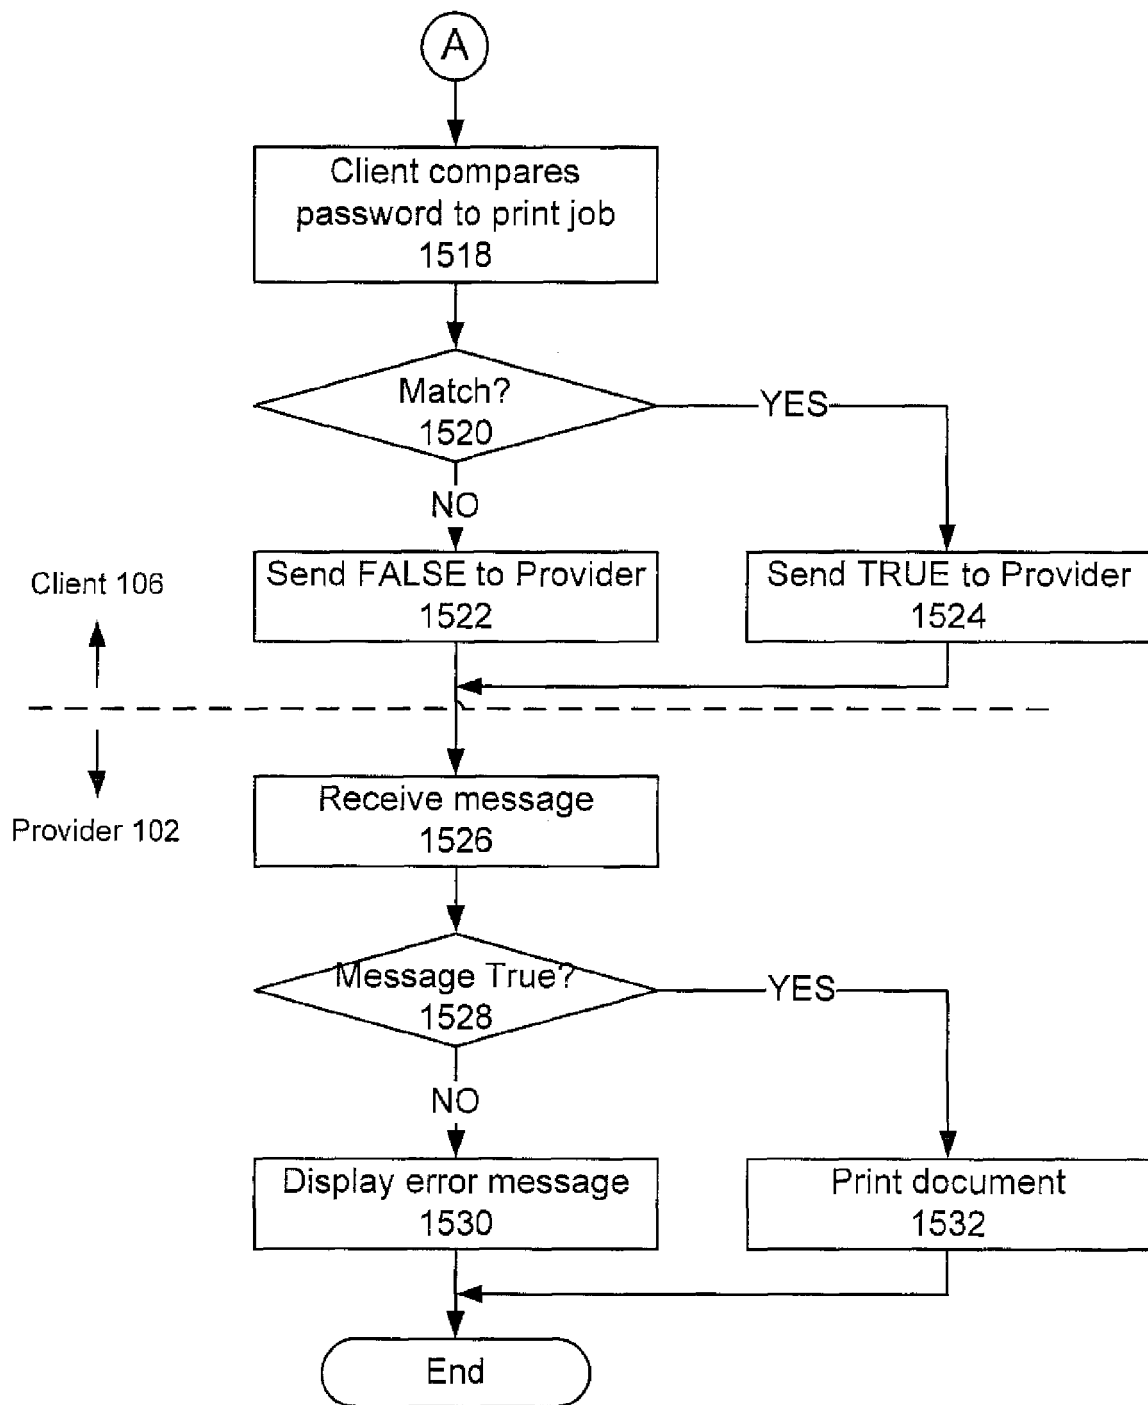 A
Client compares
password to print job
1518
Match?
1520
YES
NO
Send FALSE to Provider
1522
Send TRUE to Provider
1524
Client 106
Provider 102
Receive message
1526
Message True?
1528
YES
NO
Display error message
1530
Print document
1532
End